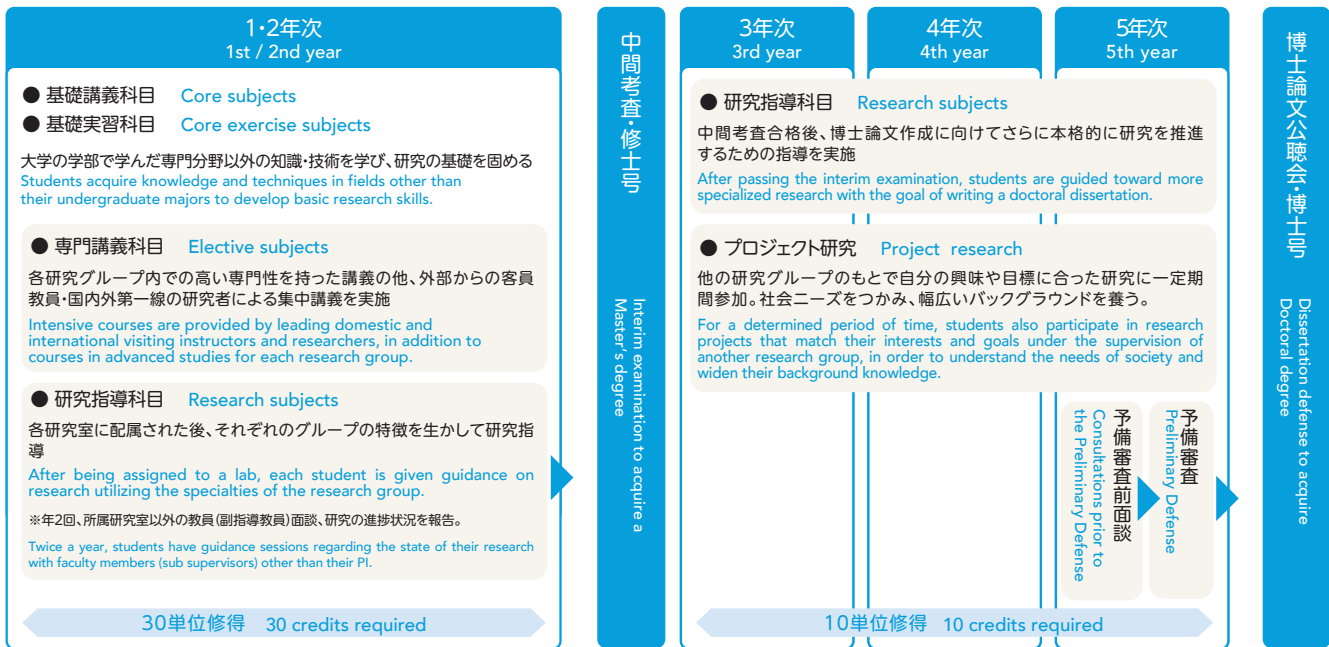 1・2年次
1st / 2nd year
● 基礎講義科目 Core subjects
● 基礎実習科目 Core exercise subjects
大学の学部で学んだ専門分野以外の知識・技術を学び、研究の基礎を固める
Students acquire knowledge and techniques in fields other than
their undergraduate majors to develop basic research skills.
● 専門講義科目 Elective subjects
各研究グループ内での高い専門性を持った講義の他、外部からの客員
教員・国内外第一線の研究者による集中講義を実施
Intensive courses are provided by leading domestic and
international visiting instructors and researchers, in addition to
courses in advanced studies for each research group.
● 研究指導科目 Research subjects
各研究室に配属された後、それぞれのグループの特徴を生かして研究指
導
After being assigned to a lab, each student is given guidance on
research utilizing the specialties of the research group.
※年2回、所属研究室以外の教員(副指導教員)面談、研究の進捗状況を報告。
Twice a year, students have guidance sessions regarding the state of their research
with faculty members (sub supervisors) other than their PI.
30単位修得 30 credits required
中間考査・修士号
Interim examination to acquire a
Master's degree
3年次
3rd year
4年次
4th year
5年次
5th year
● 研究指導科目 Research subjects
中間考査合格後、博士論文作成に向けてさらに本格的に研究を推進
するための指導を実施
After passing the interim examination, students are guided toward more
specialized research with the goal of writing a doctoral dissertation.
● プロジェクト研究 Project research
他の研究グループのもとで自分の興味や目標に合った研究に一定期
間参加。社会ニーズをつかみ、幅広いバックグラウンドを養う。
For a determined period of time, students also participate in research
projects that match their interests and goals under the supervision of
another research group, in order to understand the needs of society and
widen their background knowledge.
予備審査前面談
Consultations prior to
the Preliminary Defense
予備審査
Preliminary Defense
10単位修得 10 credits required
博士論文公聴会・博士号
Dissertation defense to acquire
Doctoral degree